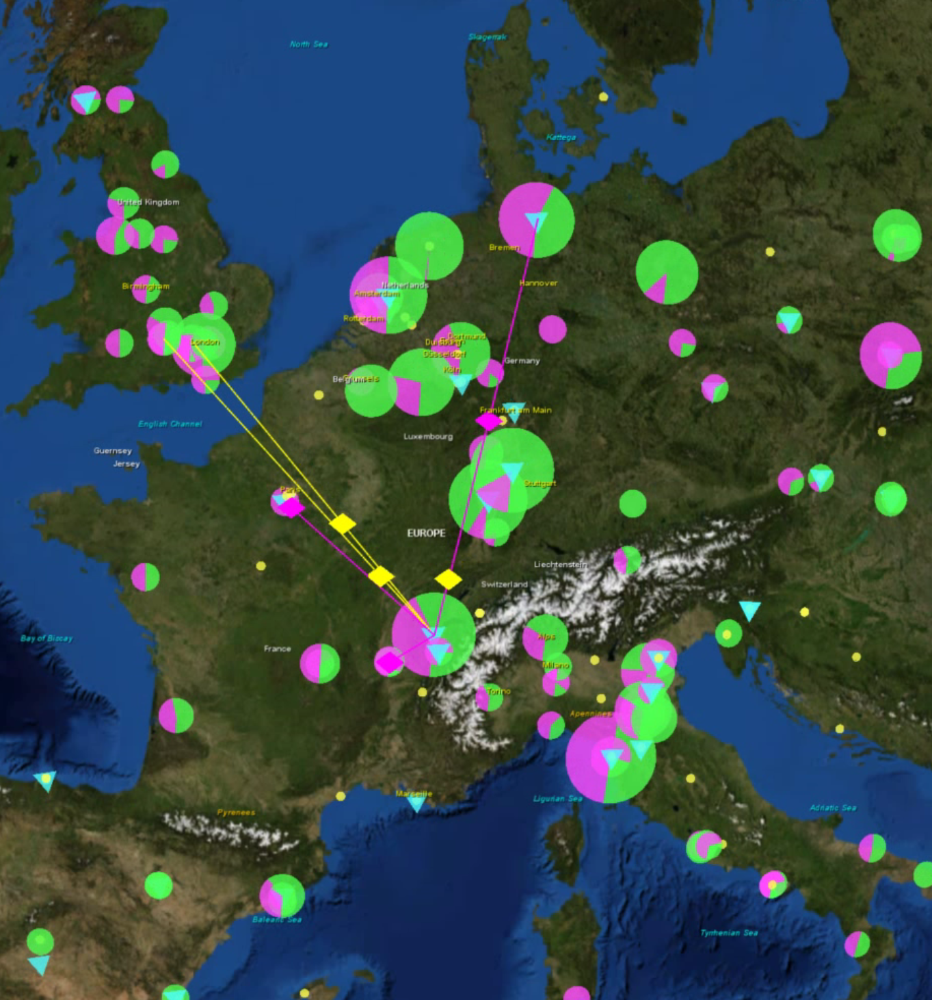 Skagerrak
North Sea
Kattega
United Kingdom
Bremen
Hannover
Netherlands
Birmingham
Amsterdam
Rotterdam
Dortmund
London
Düsseldorf
Germany
Köln
Belgium
Frankfurt am Main
English Channel
Luxembourg
Guernsey
Jersey
Stuttgart
Paris
EUROPE
Liechtenstein
Switzerland
Bay of Biscay
Alps
France
Milano
Torino
Apennines
Marseille
Ligurian Sea
Adriatic Sea
Pyrenees
Balearic Sea
Tyrrhenian Sea